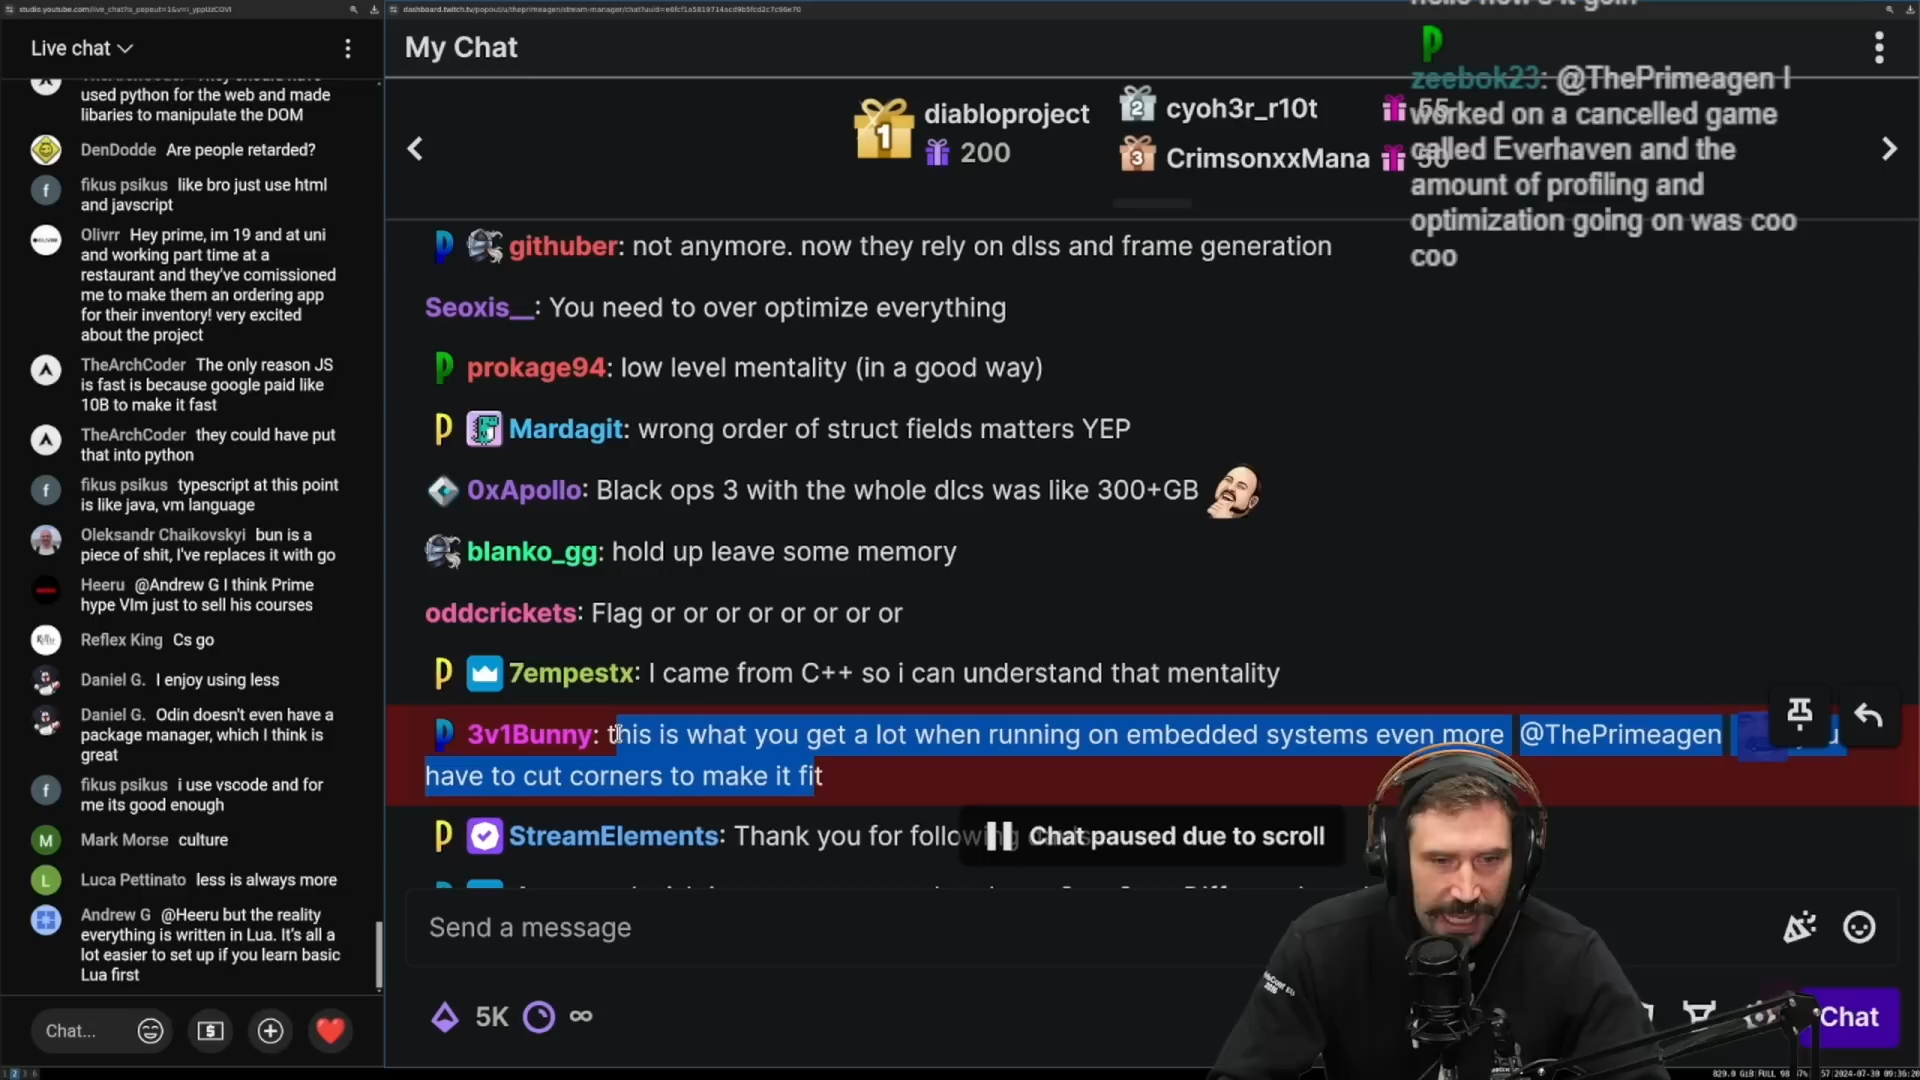 studio.youtube.com/live_chat?is_popout=1&v=i_yppUzCOVI
Live chat
used python for the web and made
libaries to manipulate the DOM
DenDodde Are people retarded?
fikus psikus like bro just use html
and javscript
Olivrr Hey prime, im 19 and at uni
and working part time at a
restaurant and they've comissioned
me to make them an ordering app
for their inventory! very excited
about the project
TheArchCoder The only reason JS
is fast is because google paid like
10B to make it fast
TheArchCoder they could have put
that into python
fikus psikus typescript at this point
is like java, vm language
Oleksandr Chaikovskyi bun is a
piece of shit, I've replaces it with go
Heeru @Andrew G I think Prime
hype VIm just to sell his courses
Reflex King Cs go
Daniel G. I enjoy using less
Daniel G. Odin doesn't even have a
package manager, which I think is
great
fikus psikus i use vscode and for
me its good enough
Mark Morse culture
Luca Pettinato less is always more
Andrew G @Heeru but the reality
everything is written in Lua. It's all a
lot easier to set up if you learn basic
Lua first
Chat...
My Chat
1 diabloproject
200
2 cyoh3r_r10t 55
3 CrimsonxxMana 50
githuber: not anymore. now they rely on dlss and frame generation
Seoxis__: You need to over optimize everything
prokage94: low level mentality (in a good way)
Mardagit: wrong order of struct fields matters YEP
0xApollo: Black ops 3 with the whole dlcs was like 300+GB
blanko_gg: hold up leave some memory
oddcrickets: Flag or or or or or or or or
7empestx: I came from C++ so i can understand that mentality
3v1Bunny: this is what you get a lot when running on embedded systems even more @ThePrimeagen
have to cut corners to make it fit
StreamElements: Thank you for following
Chat paused due to scroll
Send a message
5K ∞
Chat
zeebok23: @ThePrimeagen I
worked on a cancelled game
called Everhaven and the
amount of profiling and
optimization going on was coo
coo